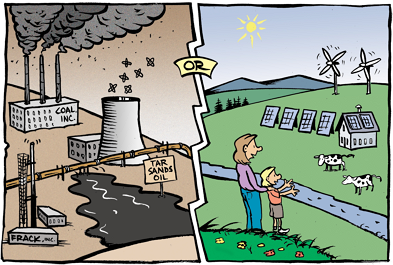 COAL
INC.
OR
TAR
SANDS
OIL
FRACK, INC.